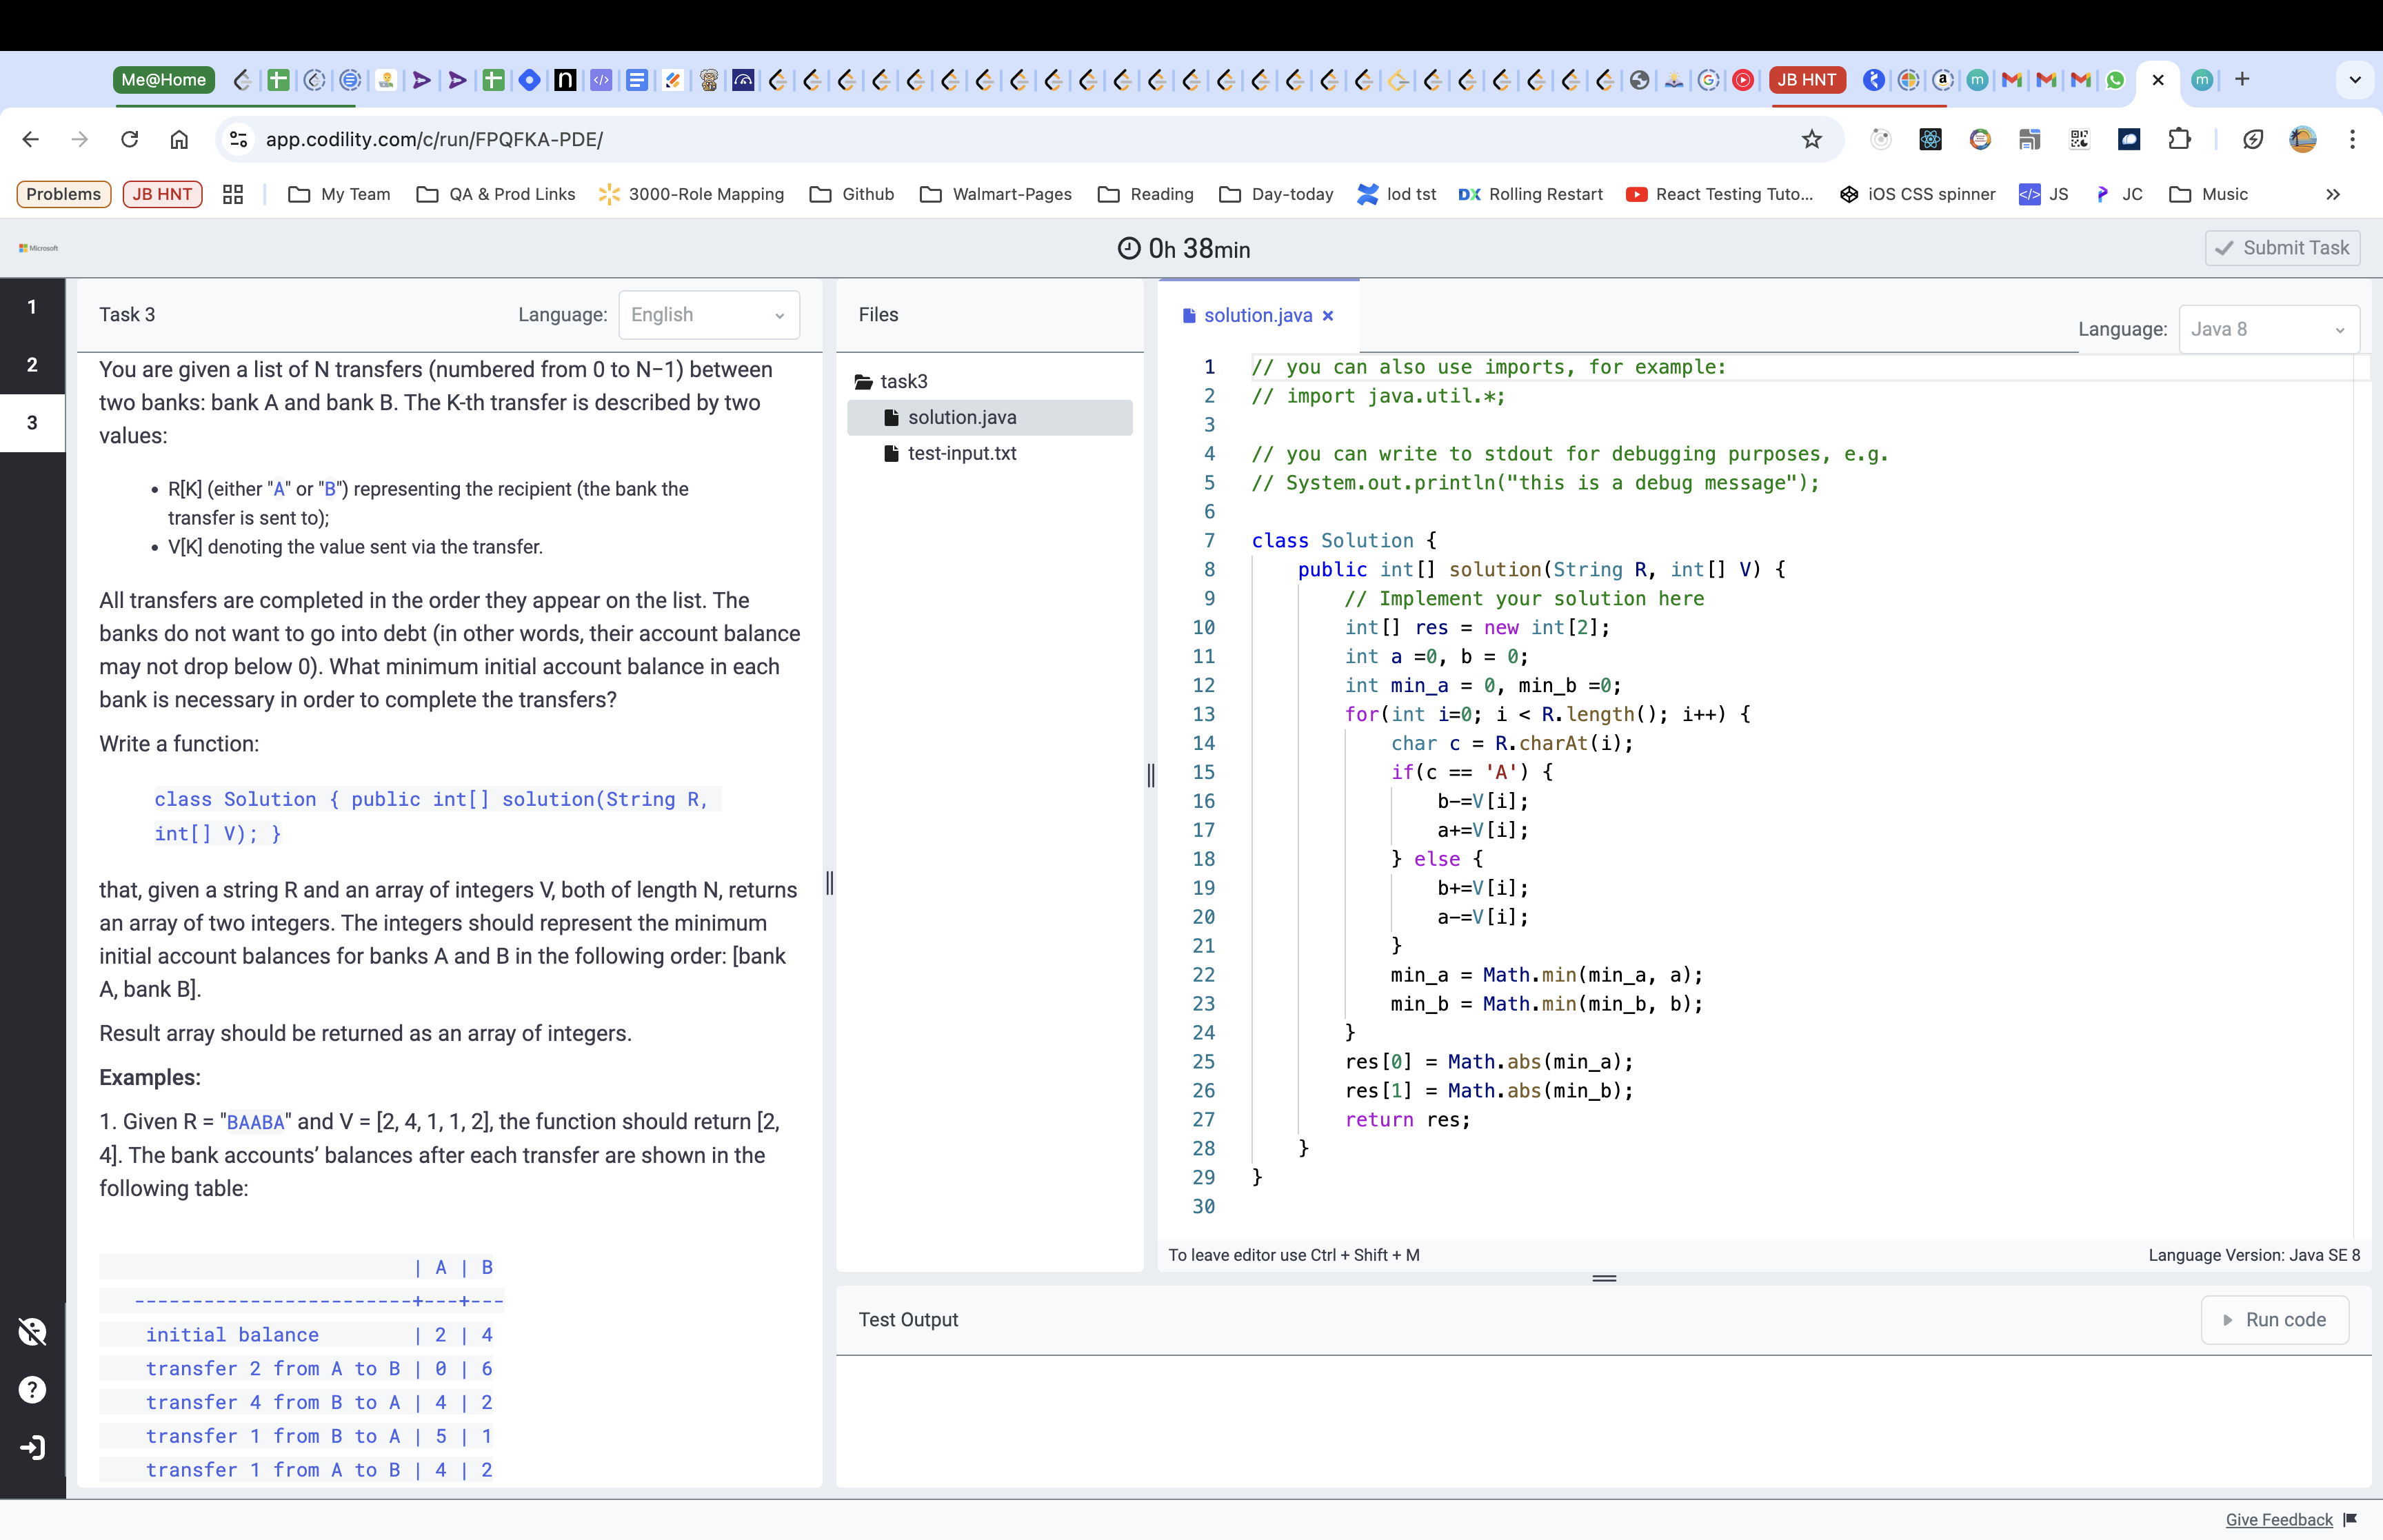 Me@Home
JB HNT
app.codility.com/c/run/FPQFKA-PDE/
Problems
JB HNT
My Team
QA & Prod Links
3000-Role Mapping
Github
Walmart-Pages
Reading
Day-today
lod tst
DX Rolling Restart
React Testing Tuto...
iOS CSS spinner
JS
JC
Music
Microsoft
0h 38min
Submit Task
1
2
3
Task 3
Language: English
You are given a list of N transfers (numbered from 0 to N−1) between
two banks: bank A and bank B. The K-th transfer is described by two
values:
• R[K] (either "A" or "B") representing the recipient (the bank the
transfer is sent to);
• V[K] denoting the value sent via the transfer.
All transfers are completed in the order they appear on the list. The
banks do not want to go into debt (in other words, their account balance
may not drop below 0). What minimum initial account balance in each
bank is necessary in order to complete the transfers?
Write a function:
class Solution { public int[] solution(String R,
int[] V); }
that, given a string R and an array of integers V, both of length N, returns
an array of two integers. The integers should represent the minimum
initial account balances for banks A and B in the following order: [bank
A, bank B].
Result array should be returned as an array of integers.
Examples:
1. Given R = "BAABA" and V = [2, 4, 1, 1, 2], the function should return [2,
4]. The bank accounts’ balances after each transfer are shown in the
following table:
| A | B
------------------------+---+---
initial balance | 2 | 4
transfer 2 from A to B | 0 | 6
transfer 4 from B to A | 4 | 2
transfer 1 from B to A | 5 | 1
transfer 1 from A to B | 4 | 2
Files
task3
solution.java
test-input.txt
solution.java ×
Language: Java 8
1 // you can also use imports, for example:
2 // import java.util.*;
3
4 // you can write to stdout for debugging purposes, e.g.
5 // System.out.println("this is a debug message");
6
7 class Solution {
8 public int[] solution(String R, int[] V) {
9 // Implement your solution here
10 int[] res = new int[2];
11 int a =0, b = 0;
12 int min_a = 0, min_b =0;
13 for(int i=0; i < R.length(); i++) {
14 char c = R.charAt(i);
15 if(c == 'A') {
16 b-=V[i];
17 a+=V[i];
18 } else {
19 b+=V[i];
20 a-=V[i];
21 }
22 min_a = Math.min(min_a, a);
23 min_b = Math.min(min_b, b);
24 }
25 res[0] = Math.abs(min_a);
26 res[1] = Math.abs(min_b);
27 return res;
28 }
29 }
30
To leave editor use Ctrl + Shift + M
Language Version: Java SE 8
Test Output
Run code
Give Feedback